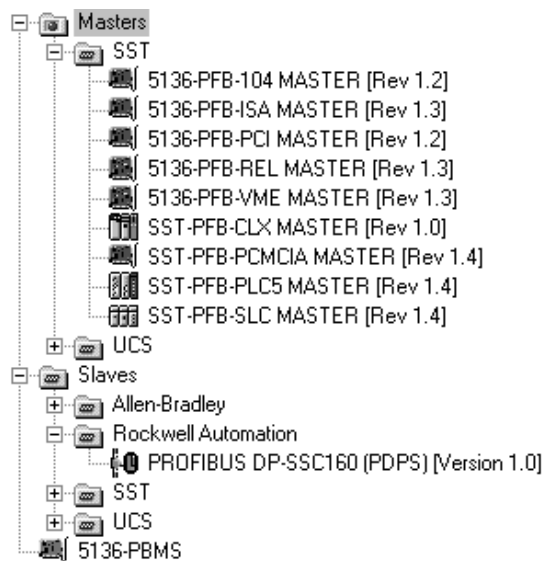 Masters
SST
5136-PFB-104 MASTER [Rev 1.2]
5136-PFB-ISA MASTER [Rev 1.3]
5136-PFB-PCI MASTER [Rev 1.2]
5136-PFB-REL MASTER [Rev 1.3]
5136-PFB-VME MASTER [Rev 1.3]
SST-PFB-CLX MASTER [Rev 1.0]
SST-PFB-PCMCIA MASTER [Rev 1.4]
SST-PFB-PLC5 MASTER [Rev 1.4]
SST-PFB-SLC MASTER [Rev 1.4]
UCS
Slaves
Allen-Bradley
Rockwell Automation
PROFIBUS DP-SSC160 (PDPS) [Version 1.0]
SST
UCS
5136-PBMS